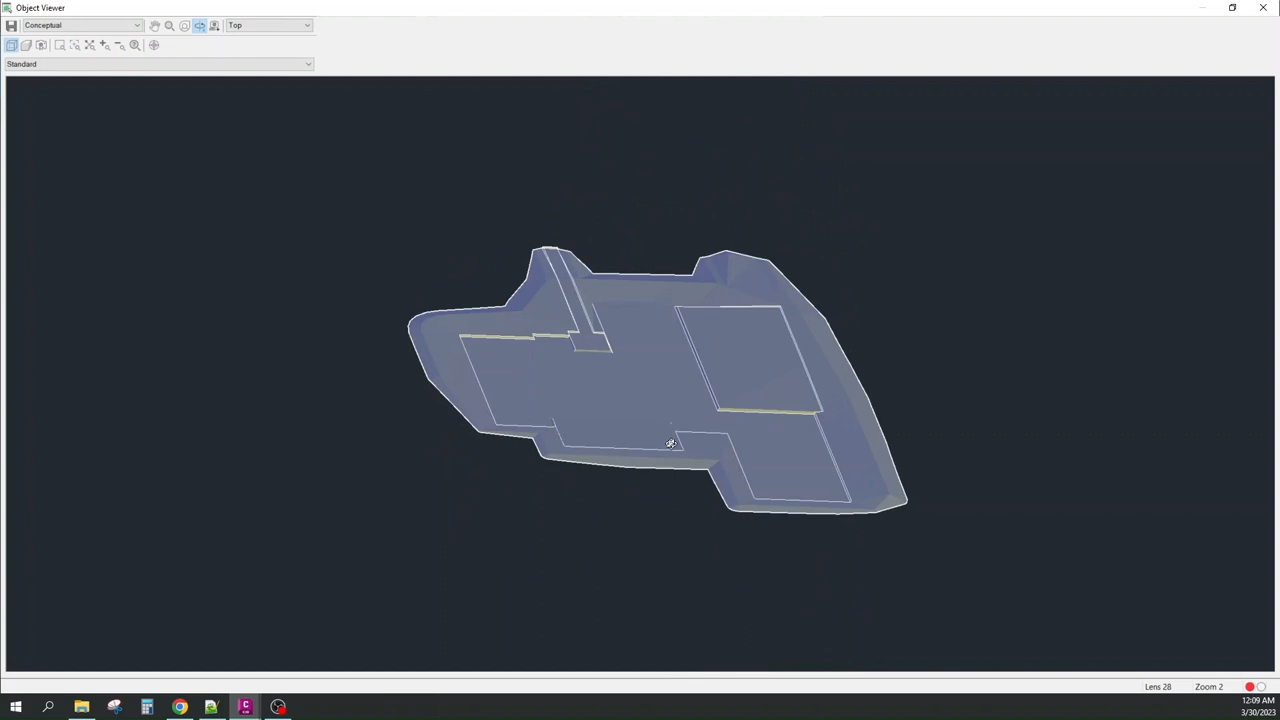 Object Viewer
Conceptual
Top
Standard
Lens 28
Zoom 2
12:09 AM
3/30/2023